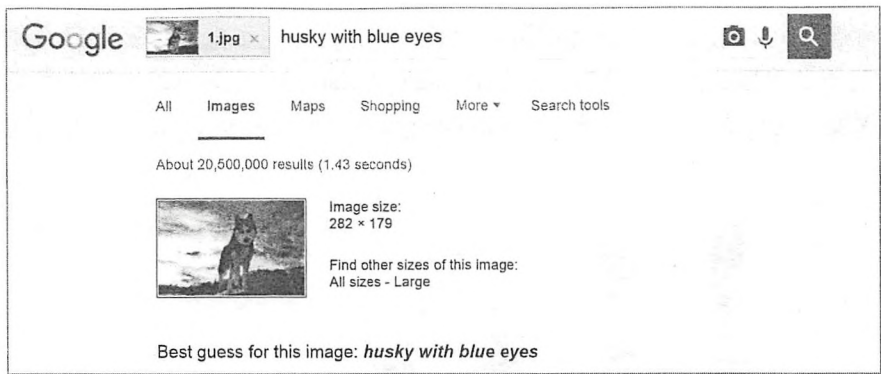 Google 1.jpg × husky with blue eyes
All Images Maps Shopping More Search tools
About 20,500,000 results (1.43 seconds)
Image size:
282 × 179
Find other sizes of this image:
All sizes - Large
Best guess for this image: husky with blue eyes